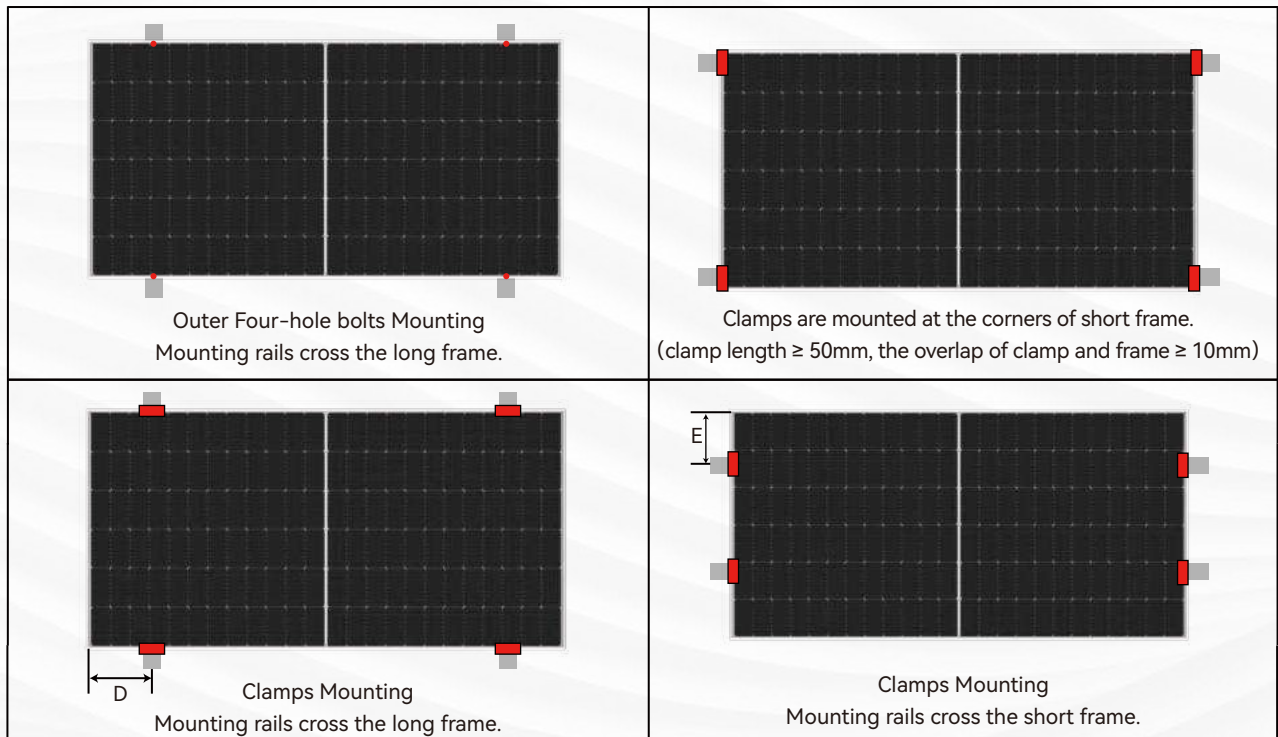 Outer Four-hole bolts Mounting
Mounting rails cross the long frame.
Clamps are mounted at the corners of short frame.
(clamp length ≥ 50mm, the overlap of clamp and frame ≥ 10mm)
D
Clamps Mounting
Mounting rails cross the long frame.
E
Clamps Mounting
Mounting rails cross the short frame.